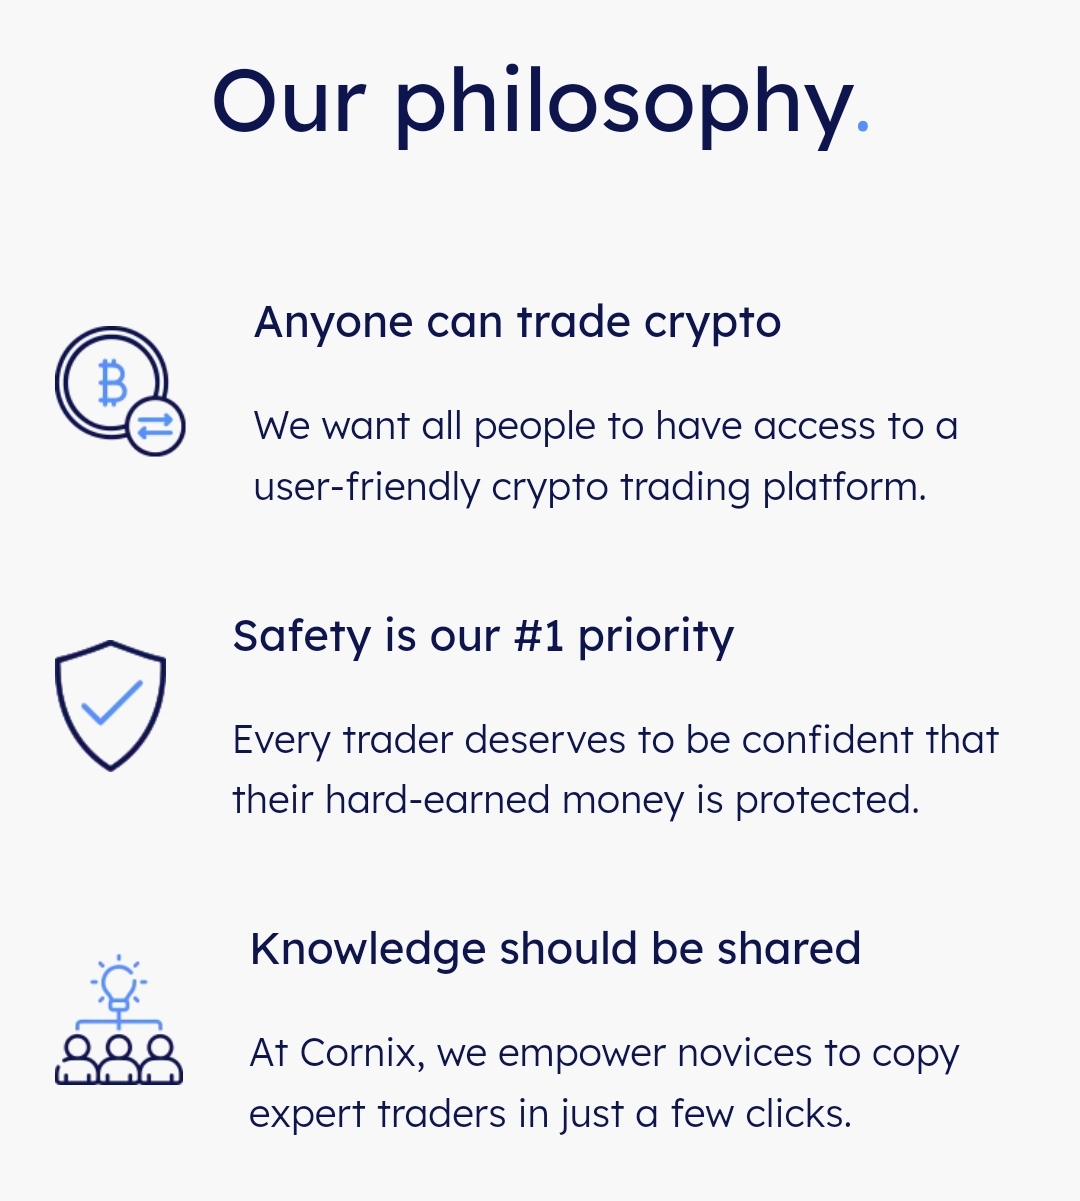 Our philosophy.
Anyone can trade crypto
We want all people to have access to a
user-friendly crypto trading platform.
Safety is our #1 priority
Every trader deserves to be confident that
their hard-earned money is protected.
Knowledge should be shared
At Cornix, we empower novices to copy
expert traders in just a few clicks.